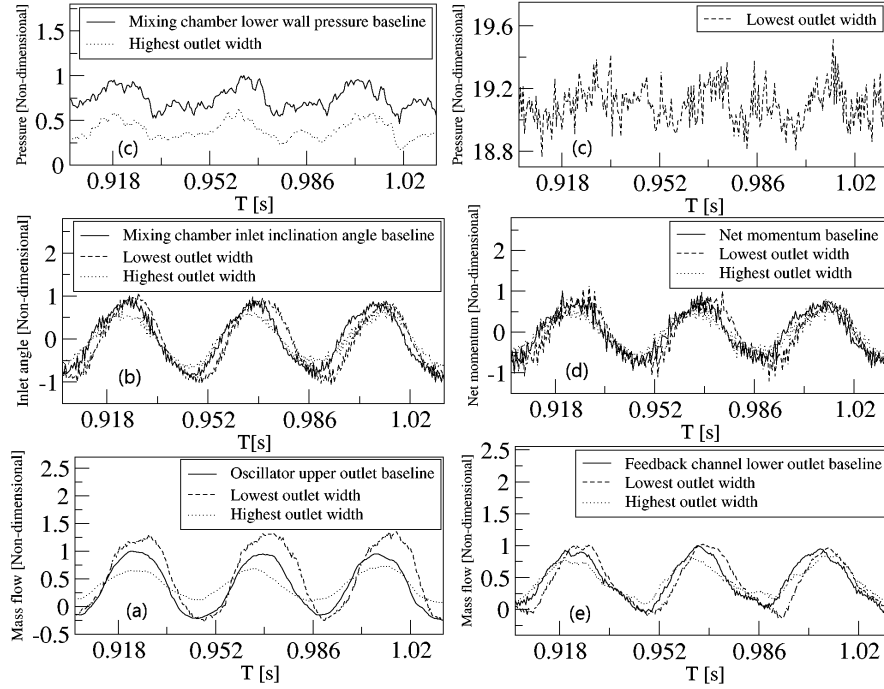 Pressure [Non-dimensional]
1.5
1
0.5
0
Mixing chamber lower wall pressure baseline
Highest outlet width
(c)
0.918 0.952 0.986 1.02
T [s]
Pressure [Non-dimensional]
19.6
19.2
18.8
Lowest outlet width
(c)
0.918 0.952 0.986 1.02
T [s]
Inlet angle [Non-dimensional]
2
1
0
-1
Mixing chamber inlet inclination angle baseline
Lowest outlet width
Highest outlet width
(b)
0.918 0.952 0.986 1.02
T[s]
Net momentum [Non-dimensional]
2
1
0
-1
Net momentum baseline
Lowest outlet width
Highest outlet width
(d)
0.918 0.952 0.986 1.02
T [s]
Mass flow [Non-dimensional]
2.5
2
1.5
1
0.5
0
-0.5
Oscillator upper outlet baseline
Lowest outlet width
Highest outlet width
(a)
0.918 0.952 0.986 1.02
T [s]
Mass flow [Non-dimensional]
2.5
2
1.5
1
0.5
0
Feedback channel lower outlet baseline
Lowest outlet width
Highest outlet width
(e)
0.918 0.952 0.986 1.02
T [s]